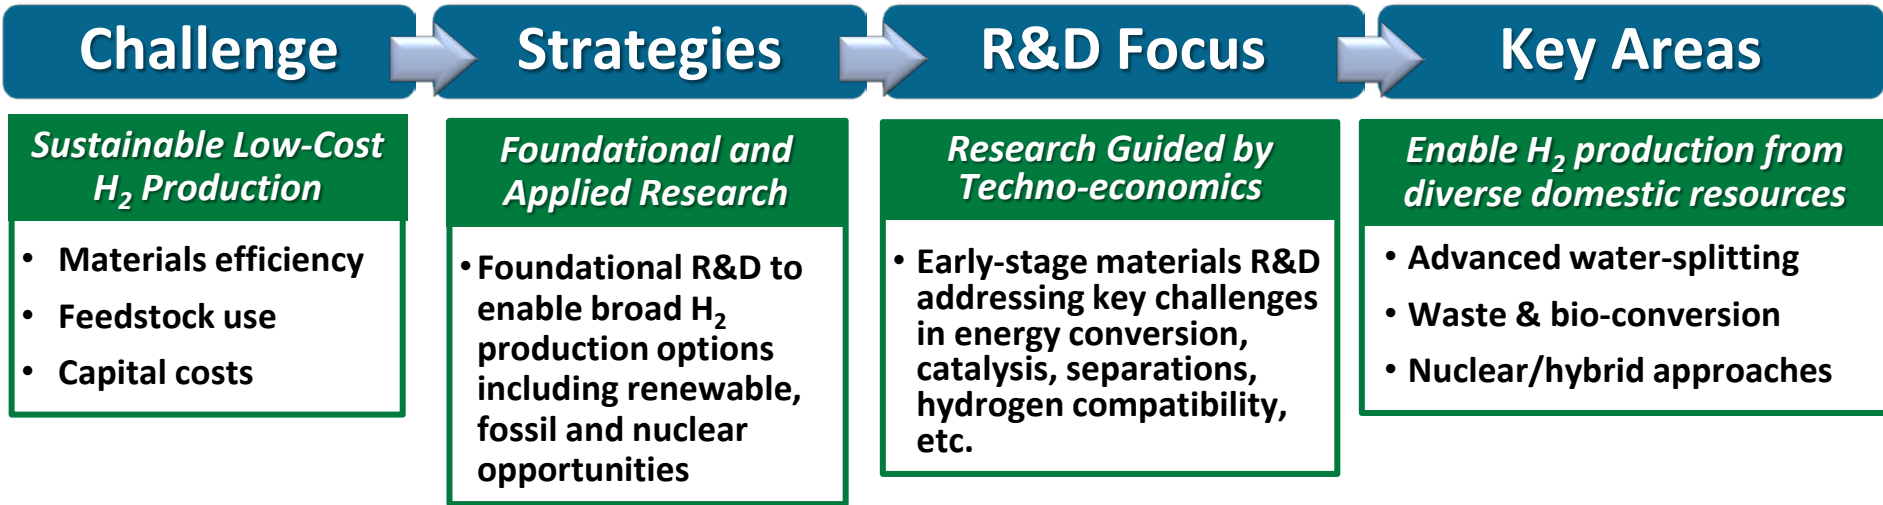 Challenge
Strategies
R&D Focus
Key Areas
Sustainable Low-Cost
H₂ Production
• Materials efficiency
• Feedstock use
• Capital costs
Foundational and
Applied Research
• Foundational R&D to
enable broad H₂
production options
including renewable,
fossil and nuclear
opportunities
Research Guided by
Techno-economics
• Early-stage materials R&D
addressing key challenges
in energy conversion,
catalysis, separations,
hydrogen compatibility,
etc.
Enable H₂ production from
diverse domestic resources
• Advanced water-splitting
• Waste & bio-conversion
• Nuclear/hybrid approaches